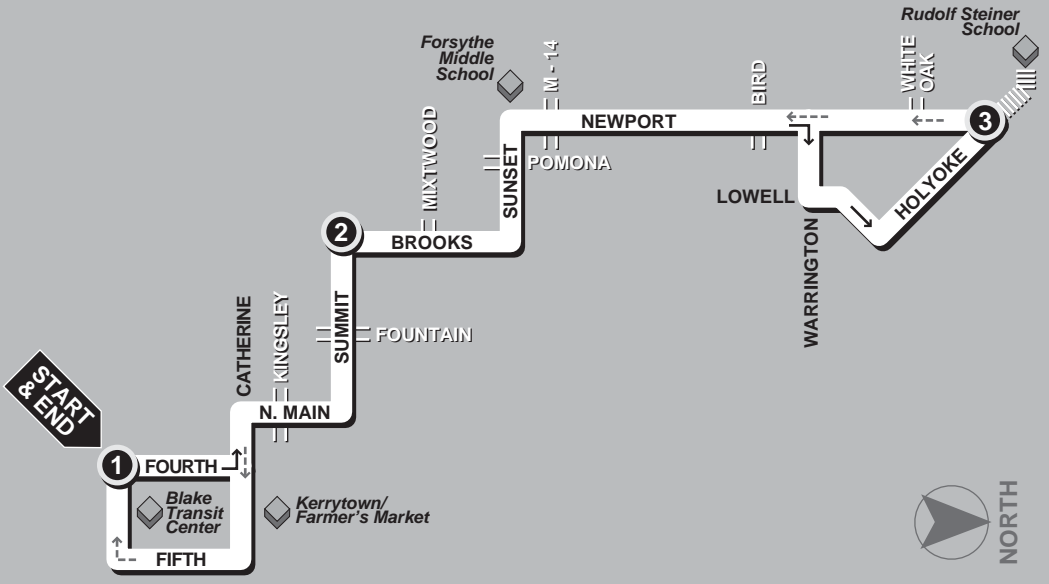 Rudolf Steiner
School
Forsythe
Middle
School
M - 14
BIRD
WHITE
OAK
MIXTWOOD
NEWPORT
3
POMONA
SUNSET
HOLYOKE
LOWELL
2
BROOKS
WARRINGTON
CATHERINE
KINGSLEY
SUMMIT
FOUNTAIN
START
& END
N. MAIN
1
FOURTH
Blake
Transit
Center
Kerrytown/
Farmer's Market
FIFTH
NORTH